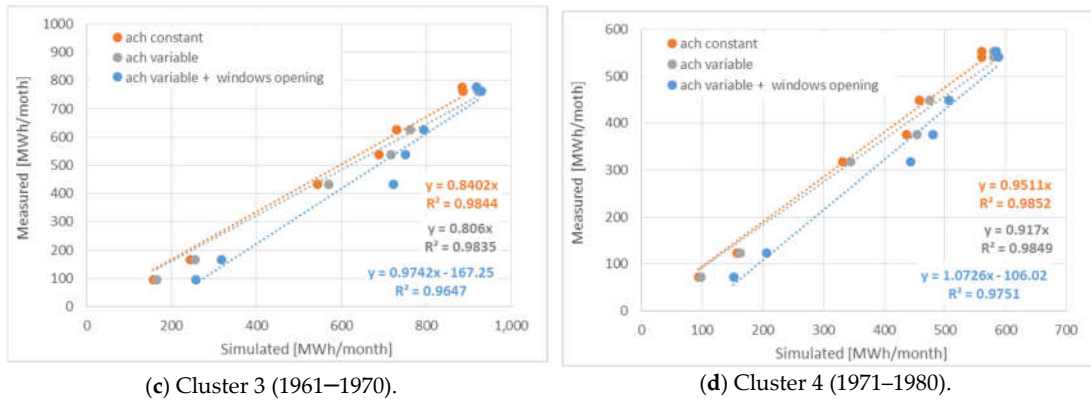 1000
900
800
700
600
500
400
300
200
100
0
Measured [MWh/moth]
ach constant
ach variable
ach variable + windows opening
y = 0.8402x
R² = 0.9844
y = 0.806x
R² = 0.9835
y = 0.9742x - 167.25
R² = 0.9647
0 200 400 600 800 1,000
Simulated [MWh/month]
(c) Cluster 3 (1961—1970).
600
500
400
300
200
100
0
Measured [MWh/month]
ach constant
ach variable
ach variable + windows opening
y = 0.9511x
R² = 0.9852
y = 0.917x
R² = 0.9849
y = 1.0726x - 106.02
R² = 0.9751
0 100 200 300 400 500 600 700
Simulated [MWh/month]
(d) Cluster 4 (1971–1980).